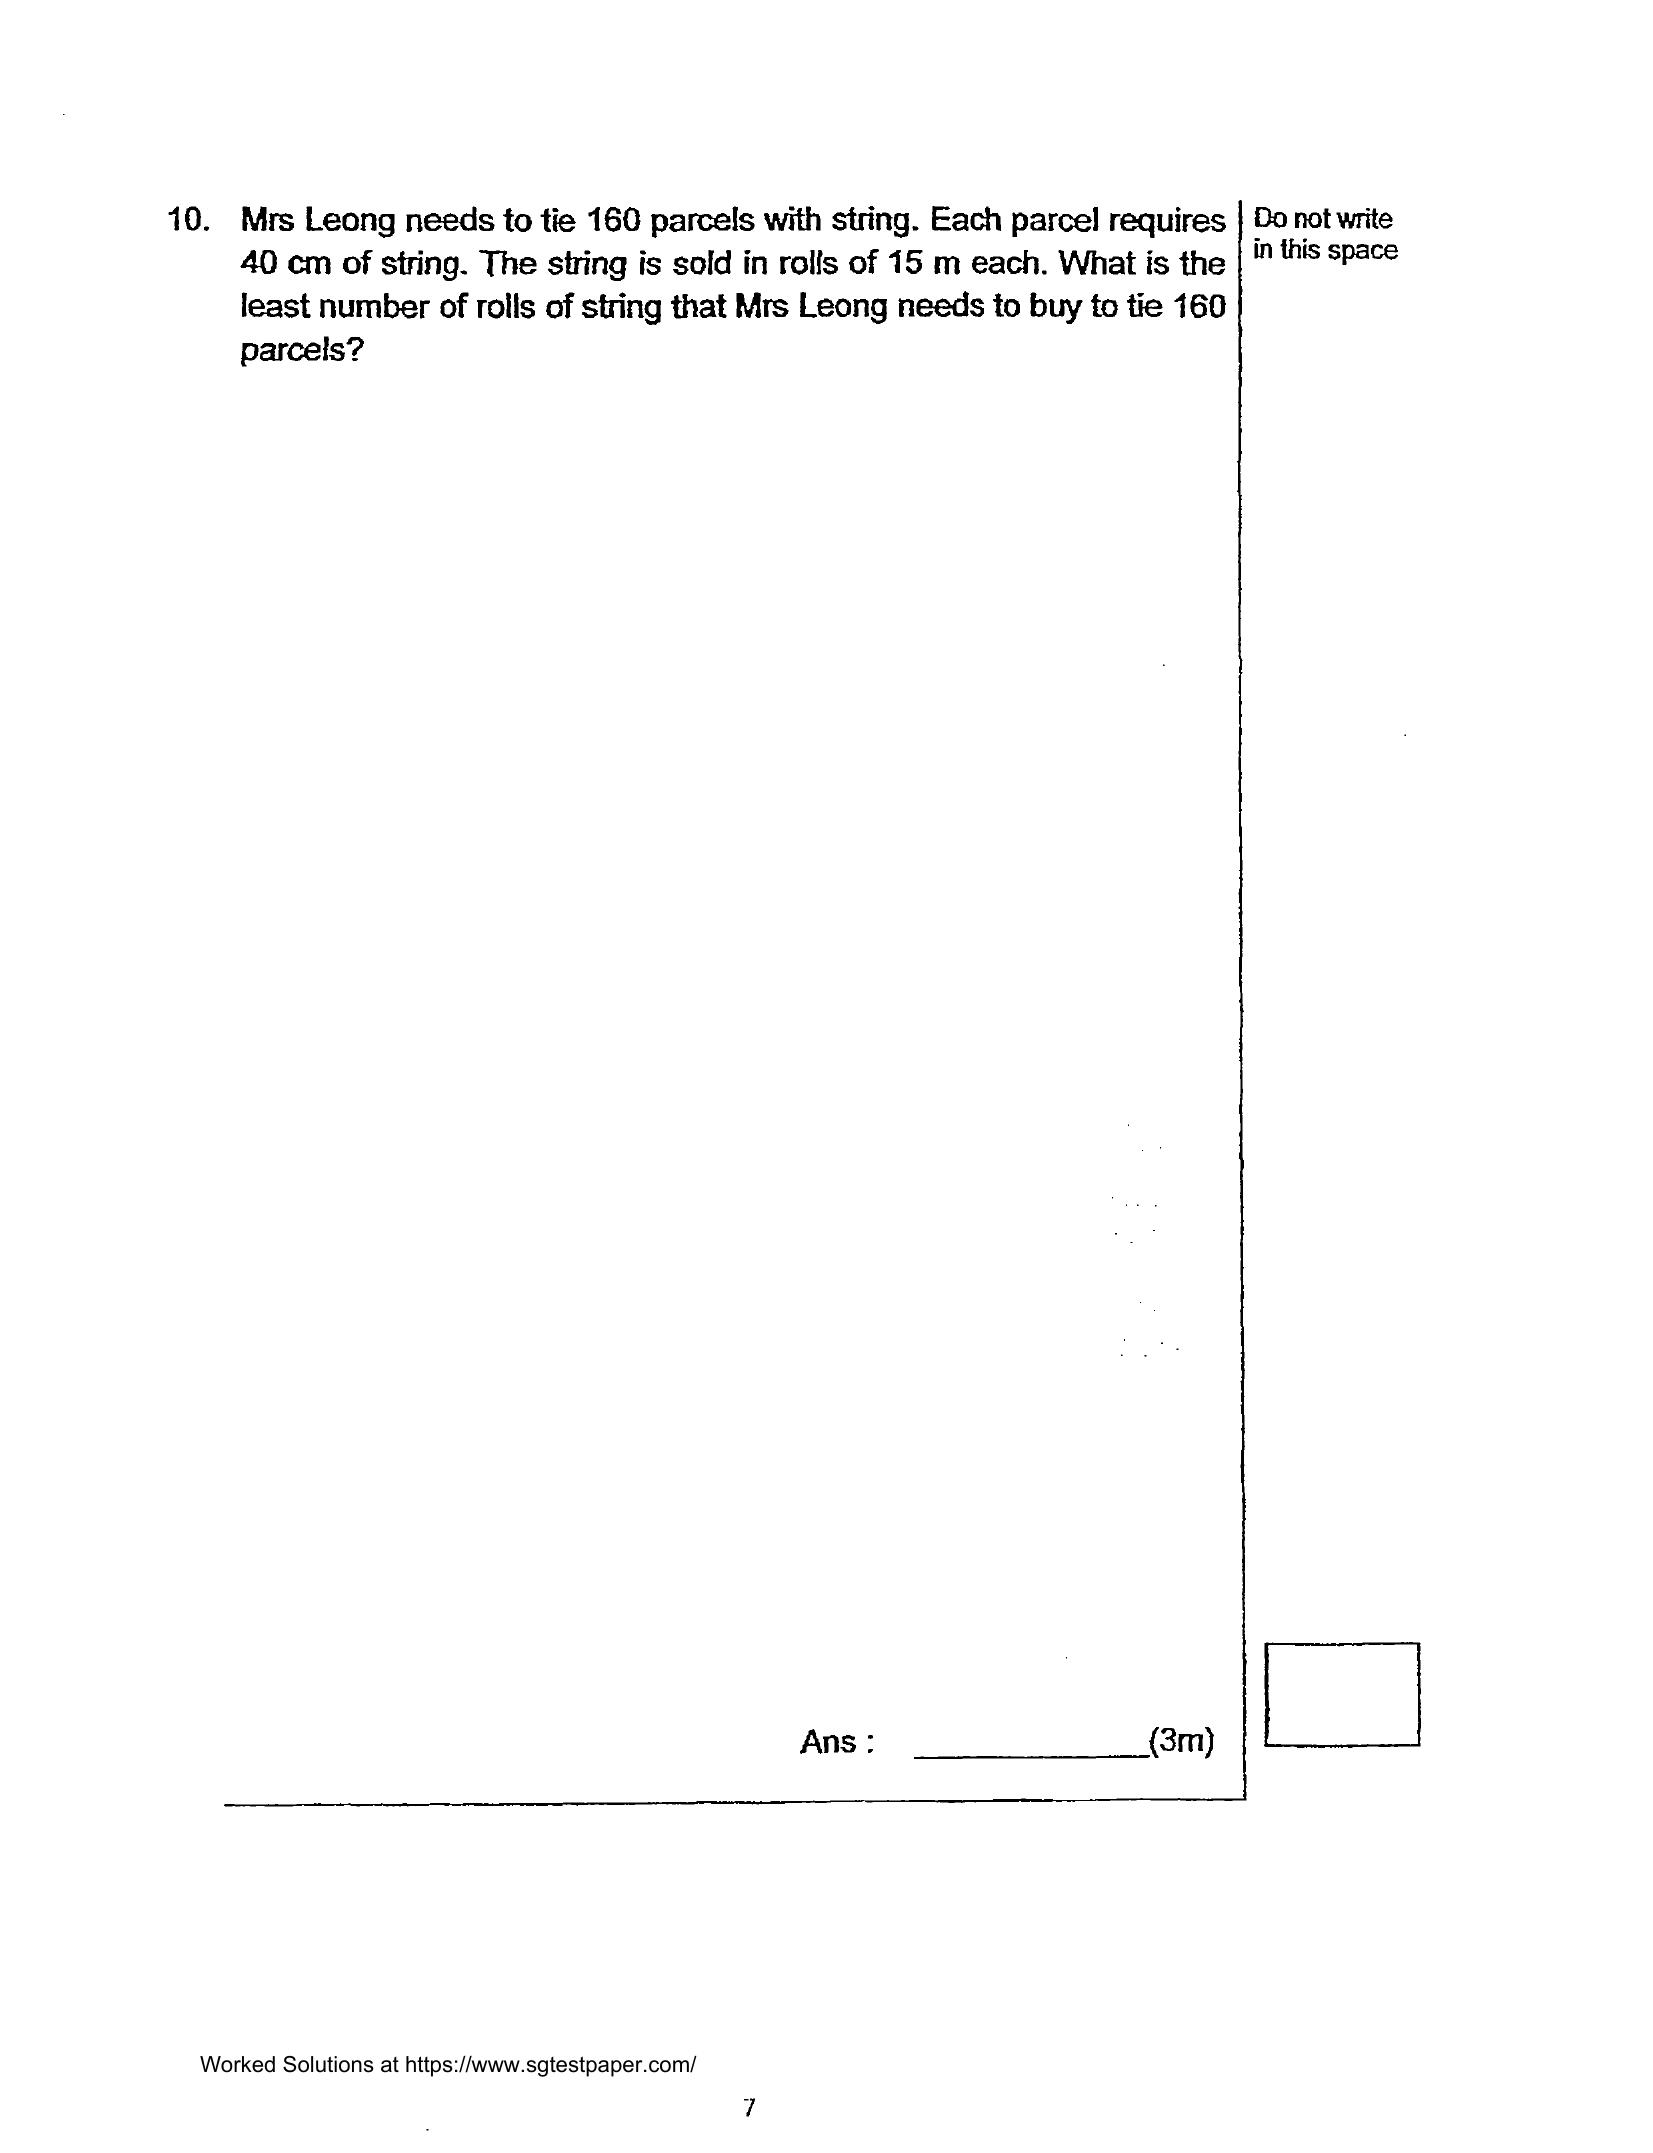 10. Mrs Leong needs to tie 160 parcels with string. Each parcel requires
40 cm of string. The string is sold in rolls of 15 m each. What is the
least number of rolls of string that Mrs Leong needs to buy to tie 160
parcels?
Do not write
in this space
Ans : ____________(3m)
Worked Solutions at https://www.sgtestpaper.com/
7